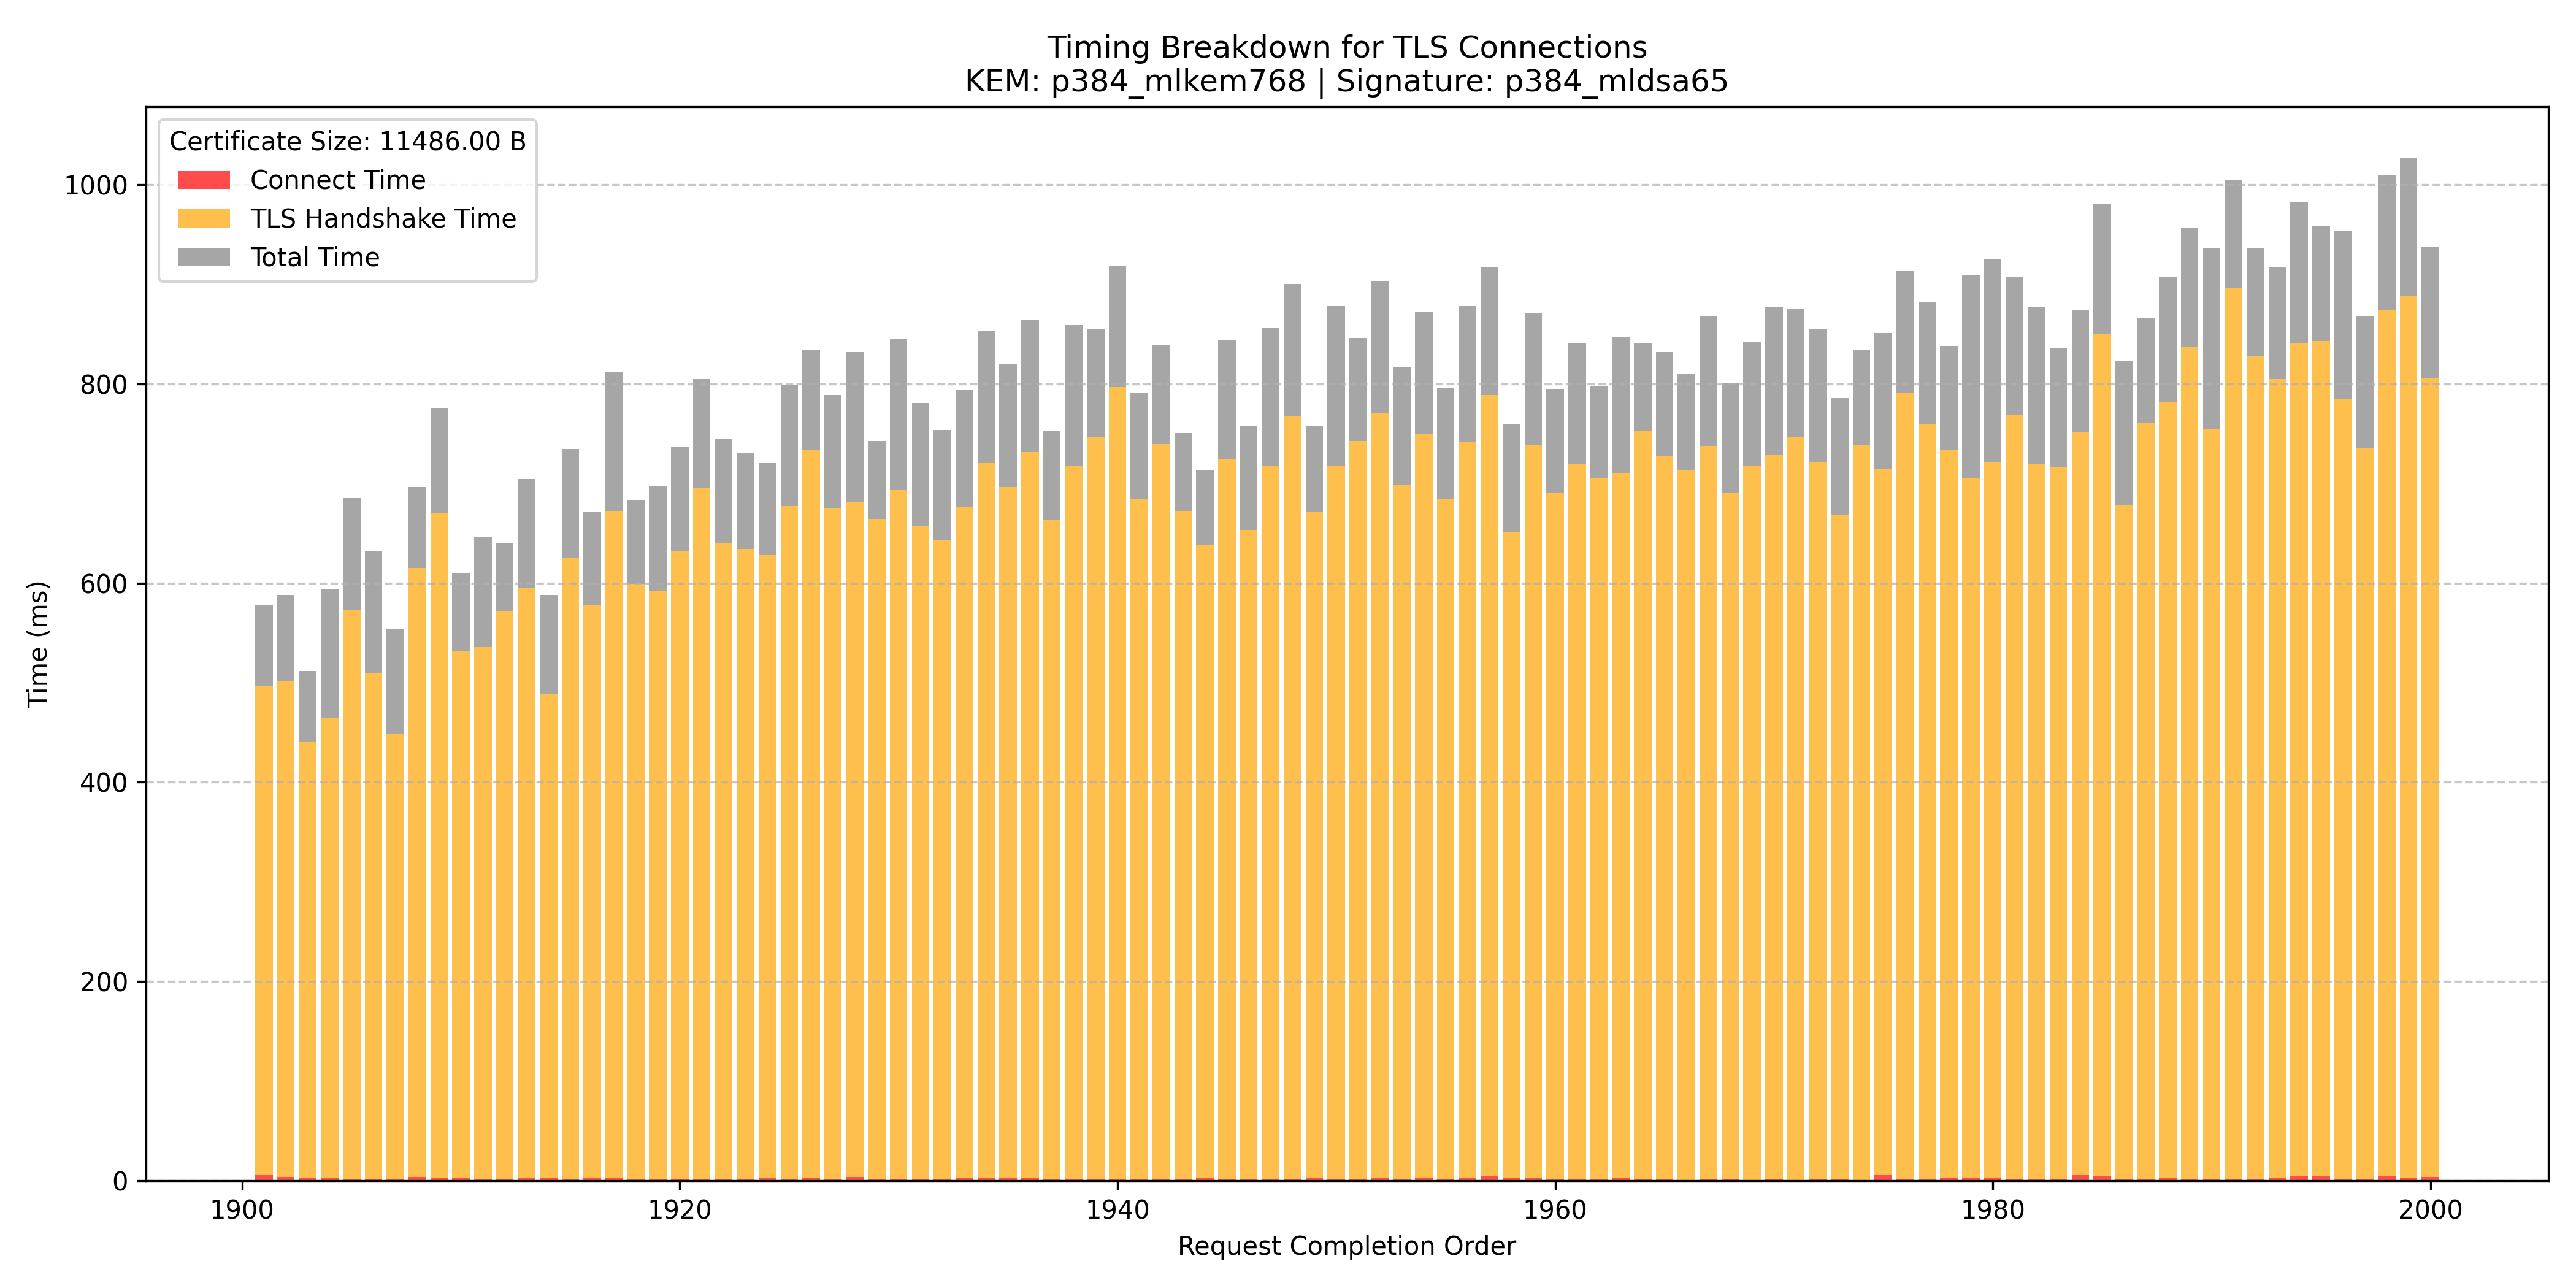 Timing Breakdown for TLS Connections
KEM: p384_mlkem768 | Signature: p384_mldsa65
Certificate Size: 11486.00 B
Connect Time
TLS Handshake Time
Total Time
Time (ms)
1000
800
600
400
200
0
1900 1920 1940 1960 1980 2000
Request Completion Order